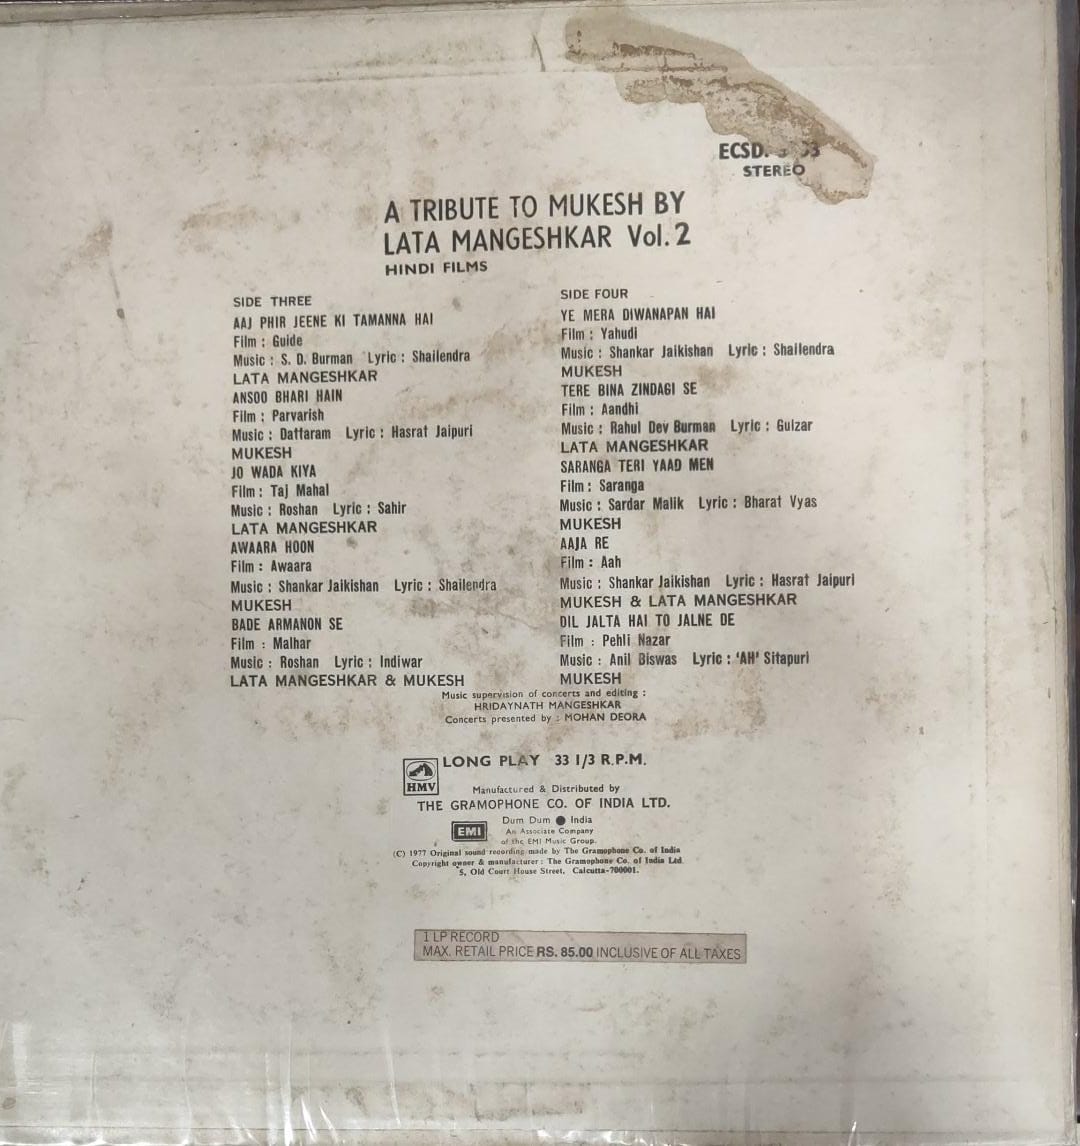 ECSD.
STEREO
A TRIBUTE TO MUKESH BY
LATA MANGESHKAR Vol. 2
HINDI FILMS
SIDE THREE
AAJ PHIR JEENE KI TAMANNA HAI
Film : Guide
Music : S. D. Burman Lyric : Shailendra
LATA MANGESHKAR
ANSOO BHARI HAIN
Film : Parvarish
Music : Dattaram Lyric : Hasrat Jaipuri
MUKESH
JO WADA KIYA
Film : Taj Mahal
Music : Roshan Lyric : Sahir
LATA MANGESHKAR
AWAARA HOON
Film : Awaara
Music : Shankar Jaikishan Lyric : Shailendra
MUKESH
BADE ARMANON SE
Film : Malhar
Music : Roshan Lyric : Indiwar
LATA MANGESHKAR & MUKESH
SIDE FOUR
YE MERA DIWANAPAN HAI
Film : Yahudi
Music : Shankar Jaikishan Lyric : Shailendra
MUKESH
TERE BINA ZINDAGI SE
Film : Aandhi
Music : Rahul Dev Burman Lyric : Gulzar
LATA MANGESHKAR
SARANGA TERI YAAD MEN
Film : Saranga
Music : Sardar Malik Lyric : Bharat Vyas
MUKESH
AAJA RE
Film : Aah
Music : Shankar Jaikishan Lyric : Hasrat Jaipuri
MUKESH & LATA MANGESHKAR
DIL JALTA HAI TO JALNE DE
Film : Pehli Nazar
Music : Anil Biswas Lyric : 'AH' Sitapuri
MUKESH
Music supervision of concerts and editing :
HRIDAYNATH MANGESHKAR
Concerts presented by : MOHAN DEORA
HMV
LONG PLAY 33 1/3 R.P.M.
Manufactured & Distributed by
THE GRAMOPHONE CO. OF INDIA LTD.
Dum Dum ● India
EMI
An Associate Company
of the EMI Music Group.
(C) 1977 Original sound recording made by The Gramophone Co. of India
Copyright owner & manufacturer : The Gramophone Co. of India Ltd.
5, Old Court House Street, Calcutta-700001.
1 LP RECORD
MAX. RETAIL PRICE RS. 85.00 INCLUSIVE OF ALL TAXES